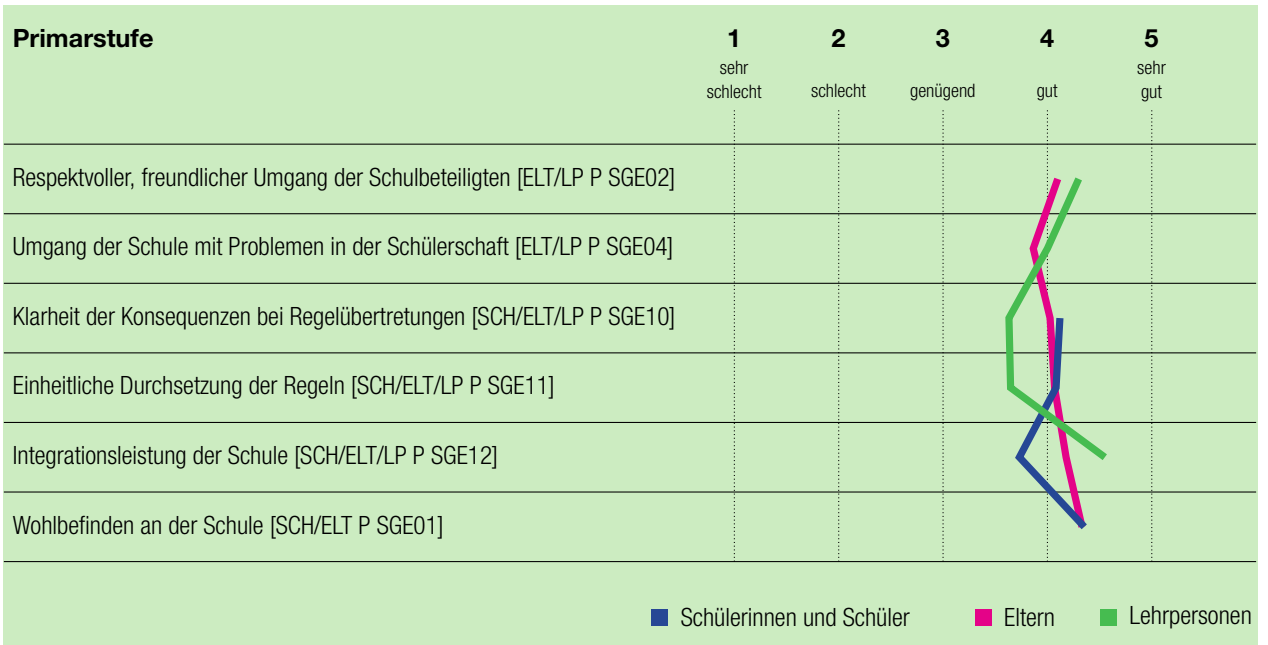 Primarstufe 1 2 3 4 5
sehr schlecht schlecht genügend gut sehr gut
Respektvoller, freundlicher Umgang der Schulbeteiligten [ELT/LP P SGE02]
Umgang der Schule mit Problemen in der Schülerschaft [ELT/LP P SGE04]
Klarheit der Konsequenzen bei Regelübertretungen [SCH/ELT/LP P SGE10]
Einheitliche Durchsetzung der Regeln [SCH/ELT/LP P SGE11]
Integrationsleistung der Schule [SCH/ELT/LP P SGE12]
Wohlbefinden an der Schule [SCH/ELT P SGE01]
Schülerinnen und Schüler Eltern Lehrpersonen